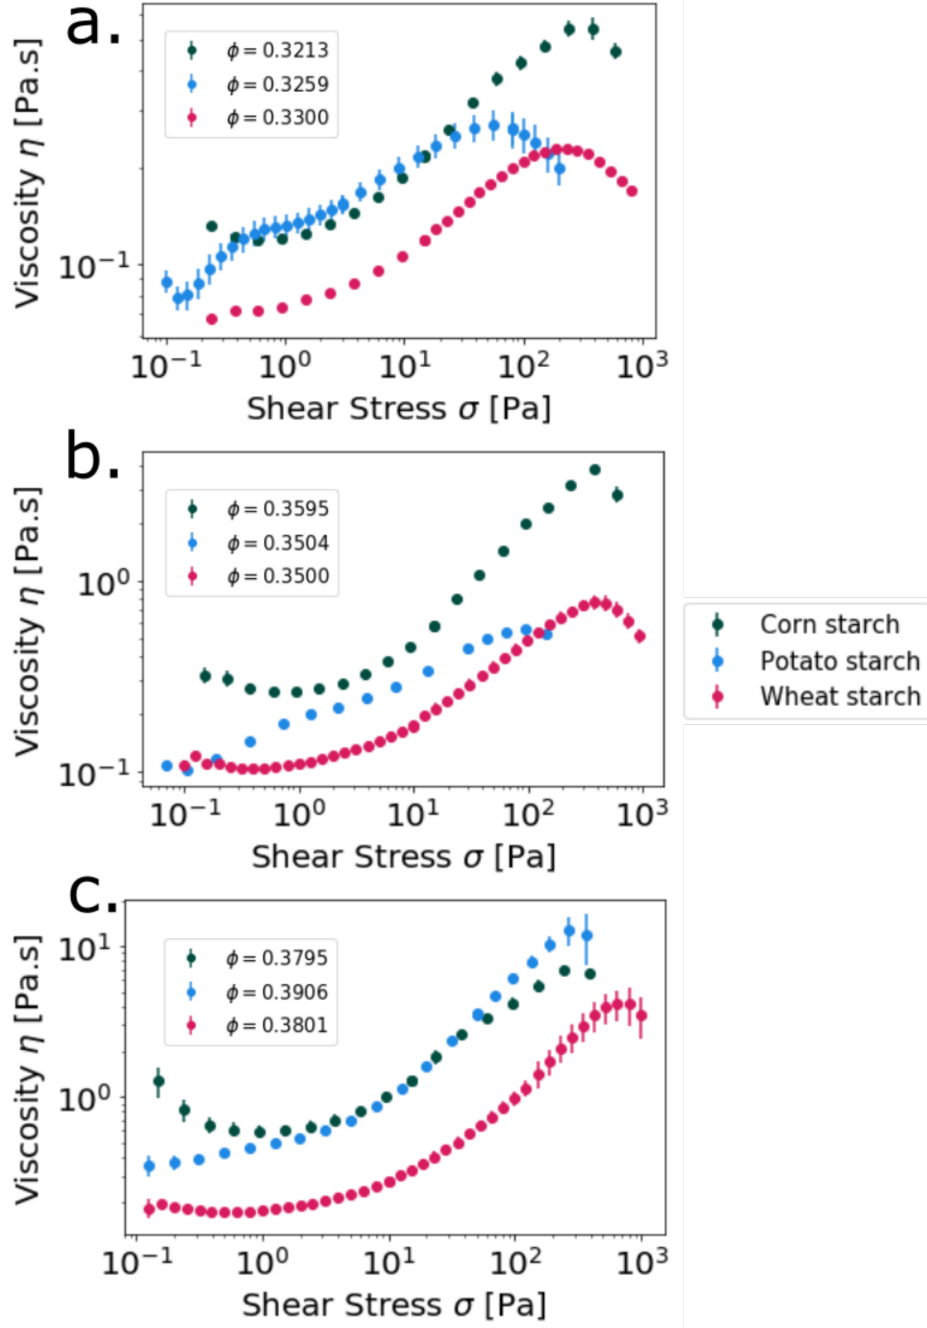 a.
Viscosity η [Pa.s]
ϕ = 0.3213
ϕ = 0.3259
ϕ = 0.3300
10⁻¹
10⁻¹ 10⁰ 10¹ 10² 10³
Shear Stress σ [Pa]
b.
Viscosity η [Pa.s]
ϕ = 0.3595
ϕ = 0.3504
ϕ = 0.3500
10⁰
10⁻¹
10⁻¹ 10⁰ 10¹ 10² 10³
Shear Stress σ [Pa]
Corn starch
Potato starch
Wheat starch
c.
Viscosity η [Pa.s]
ϕ = 0.3795
ϕ = 0.3906
ϕ = 0.3801
10¹
10⁰
10⁻¹ 10⁰ 10¹ 10² 10³
Shear Stress σ [Pa]